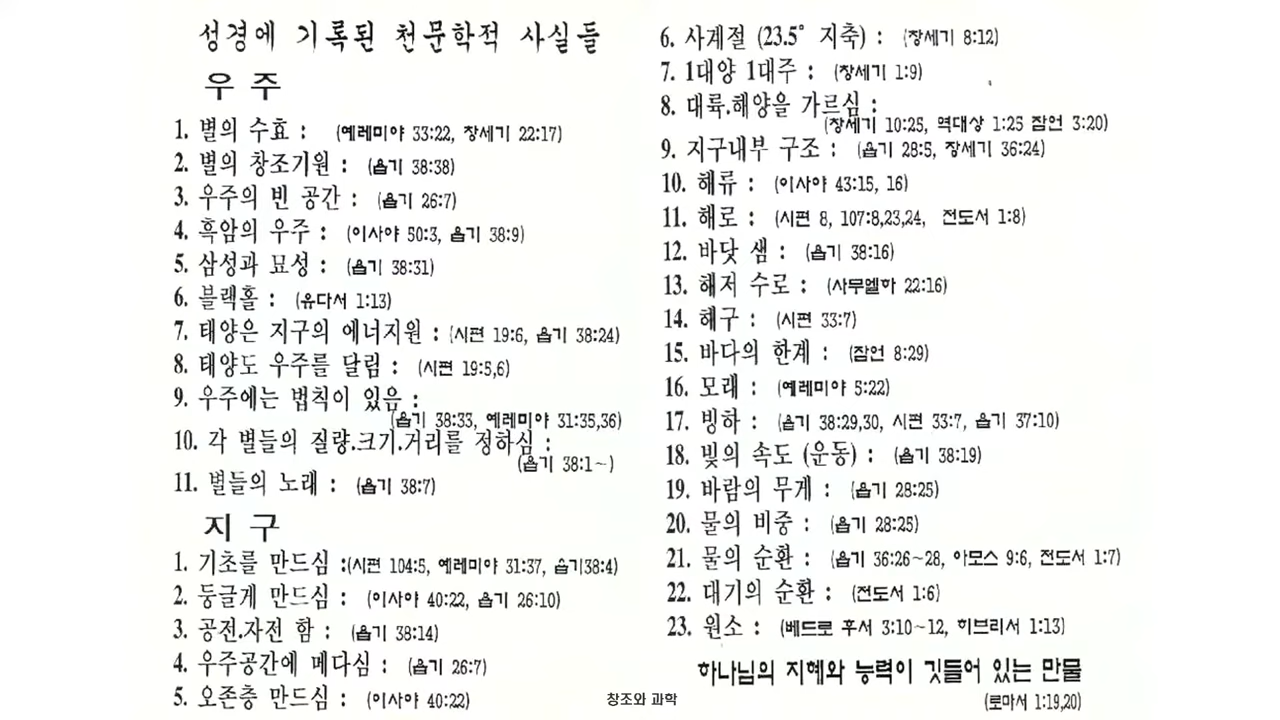 성경에 기록된 천문학적 사실들
우 주
1. 별의 수효 : (예레미야 33:22, 창세기 22:17)
2. 별의 창조기원 : (욥기 38:38)
3. 우주의 빈 공간 : (욥기 26:7)
4. 흑암의 우주 : (이사야 50:3, 욥기 38:9)
5. 삼성과 묘성 : (욥기 38:31)
6. 블랙홀 : (유다서 1:13)
7. 태양은 지구의 에너지원 : (시편 19:6, 욥기 38:24)
8. 태양도 우주를 달림 : (시편 19:5,6)
9. 우주에는 법칙이 있음 :
(욥기 38:33, 예레미야 31:35,36)
10. 각 별들의 질량.크기.거리를 정하심 :
(욥기 38:1~)
11. 별들의 노래 : (욥기 38:7)
지 구
1. 기초를 만드심 :(시편 104:5, 예레미야 31:37, 욥기38:4)
2. 둥글게 만드심 : (이사야 40:22, 욥기 26:10)
3. 공전.자전 함 : (욥기 38:14)
4. 우주공간에 메다심 : (욥기 26:7)
5. 오존층 만드심 : (이사야 40:22)
6. 사계절 (23.5° 지축) : (창세기 8:12)
7. 1대양 1대주 : (창세기 1:9)
8. 대륙.해양을 가르심 :
(창세기 10:25, 역대상 1:25 잠언 3:20)
9. 지구내부 구조 : (욥기 28:5, 창세기 36:24)
10. 해류 : (이사야 43:15, 16)
11. 해로 : (시편 8, 107:8,23,24, 전도서 1:8)
12. 바닷 샘 : (욥기 38:16)
13. 해저 수로 : (사무엘하 22:16)
14. 해구 : (시편 33:7)
15. 바다의 한계 : (잠언 8:29)
16. 모래 : (예레미야 5:22)
17. 빙하 : (욥기 38:29,30, 시편 33:7, 욥기 37:10)
18. 빛의 속도 (운동) : (욥기 38:19)
19. 바람의 무게 : (욥기 28:25)
20. 물의 비중 : (욥기 28:25)
21. 물의 순환 : (욥기 36:26~28, 아모스 9:6, 전도서 1:7)
22. 대기의 순환 : (전도서 1:6)
23. 원소 : (베드로 후서 3:10~12, 히브리서 1:13)
하나님의 지혜와 능력이 깃들어 있는 만물
(로마서 1:19,20)
창조와 과학